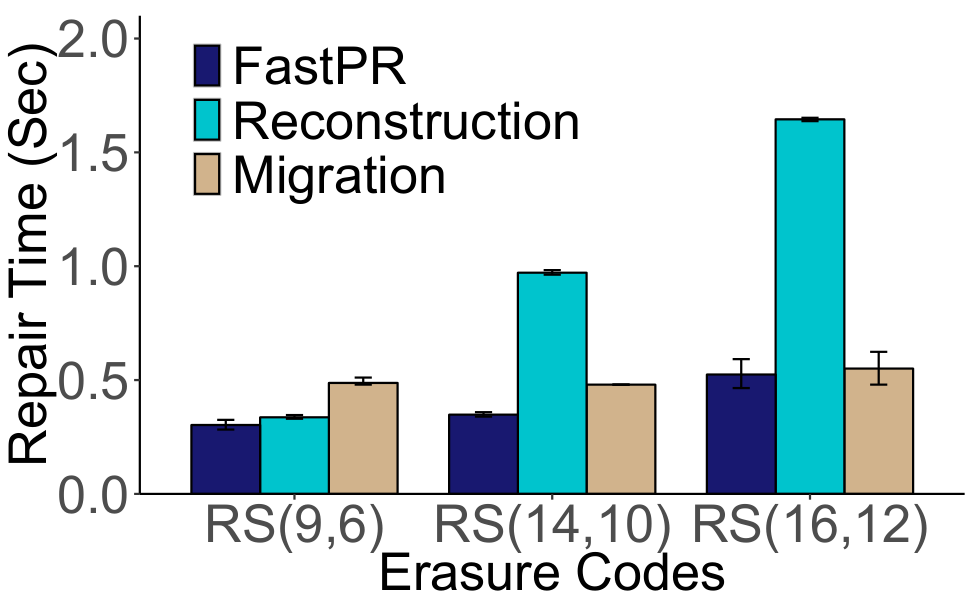 Repair Time (Sec)
2.0
1.5
1.0
0.5
0.0
FastPR
Reconstruction
Migration
RS(9,6) RS(14,10) RS(16,12)
Erasure Codes